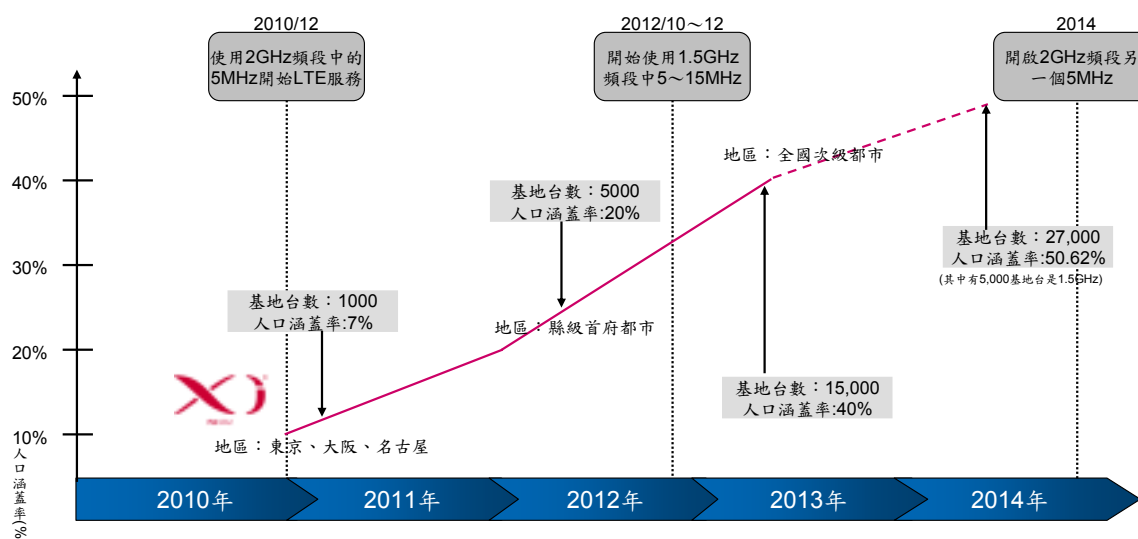 2010/12
使用2GHz頻段中的
5MHz開始LTE服務
2012/10～12
開始使用1.5GHz
頻段中5～15MHz
2014
開啟2GHz頻段另
一個5MHz
50%
40%
30%
20%
10%
人口涵蓋率(%
地區：全國次級都市
基地台數：5000
人口涵蓋率:20%
基地台數：27,000
人口涵蓋率:50.62%
(其中有5,000基地台是1.5GHz)
基地台數：1000
人口涵蓋率:7%
地區：縣級首府都市
基地台數：15,000
人口涵蓋率:40%
Xi
地區：東京、大阪、名古屋
2010年
2011年
2012年
2013年
2014年